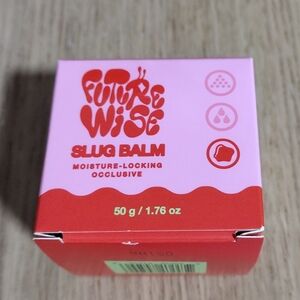 FUTURE
WISE
SLUG BALM
MOISTURE-LOCKING
OCCLUSIVE
50 g / 1.76 oz